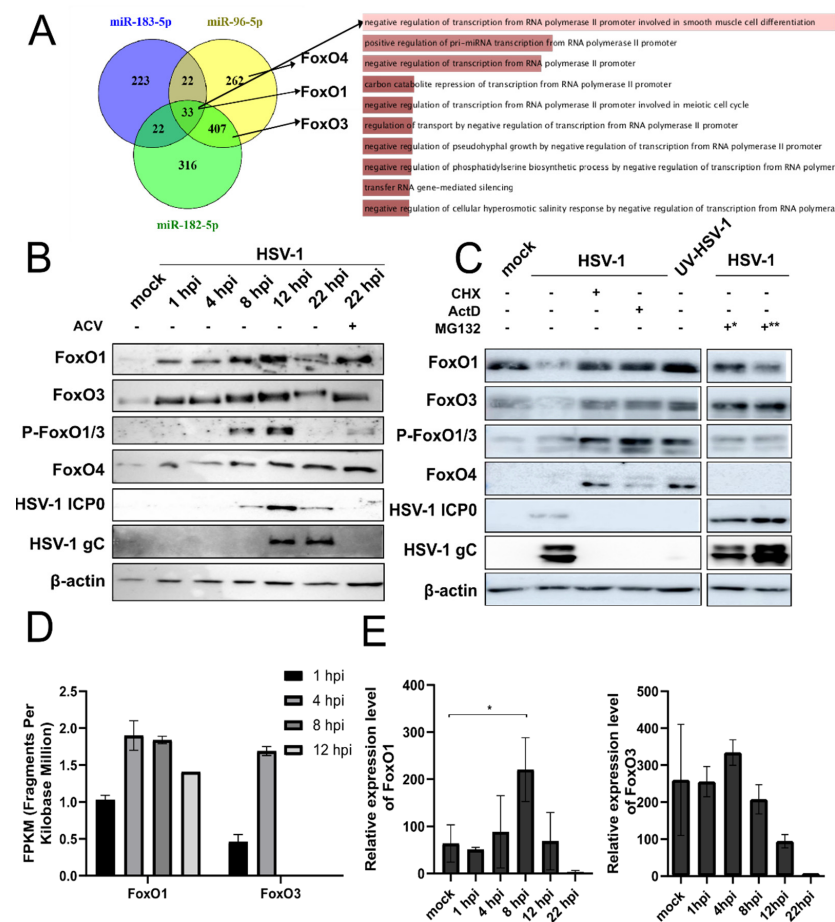 A
miR-183-5p
miR-96-5p
223
22
262
33
22
407
316
miR-182-5p
FoxO4
FoxO1
FoxO3
negative regulation of transcription from RNA polymerase II promoter involved in smooth muscle cell differentiation
positive regulation of pri-miRNA transcription from RNA polymerase II promoter
negative regulation of transcription from RNA polymerase II promoter
carbon catabolite repression of transcription from RNA polymerase II promoter
negative regulation of transcription from RNA polymerase II promoter involved in meiotic cell cycle
regulation of transport by negative regulation of transcription from RNA polymerase II promoter
negative regulation of pseudohyphal growth by negative regulation of transcription from RNA polymerase II promoter
negative regulation of phosphatidylserine biosynthetic process by negative regulation of transcription from RNA polymer
transfer RNA gene-mediated silencing
negative regulation of cellular hyperosmotic salinity response by negative regulation of transcription from RNA polymera
B
HSV-1
mock 1 hpi 4 hpi 8 hpi 12 hpi 22 hpi 22 hpi
ACV - - - - - - +
FoxO1
FoxO3
P-FoxO1/3
FoxO4
HSV-1 ICP0
HSV-1 gC
β-actin
C
mock HSV-1 UV-HSV-1 HSV-1
CHX - - + - - - -
ActD - - - + - - -
MG132 - - - - - +* +**
FoxO1
FoxO3
P-FoxO1/3
FoxO4
HSV-1 ICP0
HSV-1 gC
β-actin
D
FPKM (Fragments Per
Kilobase Million)
2.5
2.0
1.5
1.0
0.5
0.0
FoxO1 FoxO3
1 hpi
4 hpi
8 hpi
12 hpi
E
Relative expression level
of FoxO1
400
300
200
100
0
*
mock 1 hpi 4 hpi 8 hpi 12 hpi 22 hpi
Relative expression level
of FoxO3
500
400
300
200
100
0
mock 1hpi 4hpi 8hpi 12hpi 22hpi